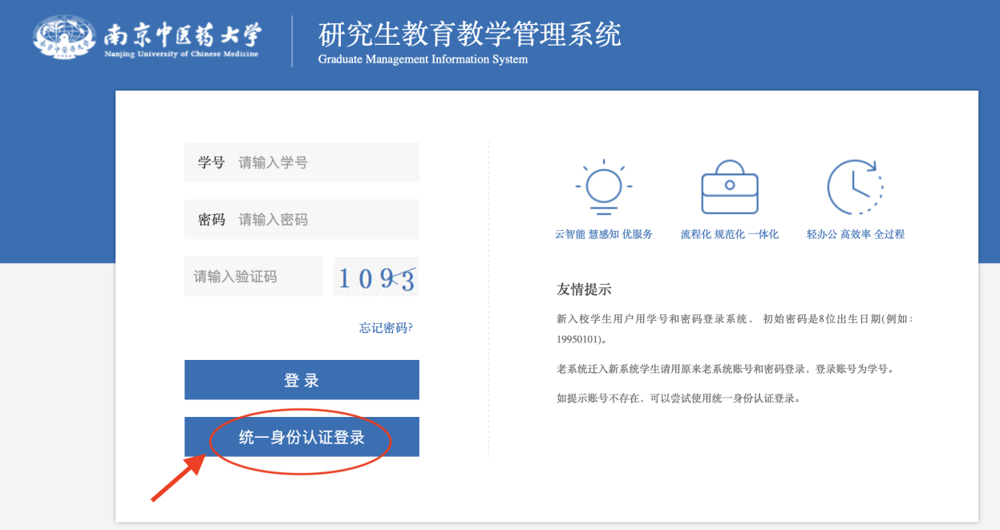 南京中医药大学
Nanjing University of Chinese Medicine
研究生教育教学管理系统
Graduate Management Information System
学号 请输入学号
密码 请输入密码
请输入验证码 1093
忘记密码?
登 录
统一身份认证登录
云智能 慧感知 优服务
流程化 规范化 一体化
轻办公 高效率 全过程
友情提示
新入校学生用户用学号和密码登录系统， 初始密码是8位出生日期(例如：
19950101)。
老系统迁入新系统学生请用原来老系统账号和密码登录，登录账号为学号。
如提示账号不存在，可以尝试使用统一身份认证登录。